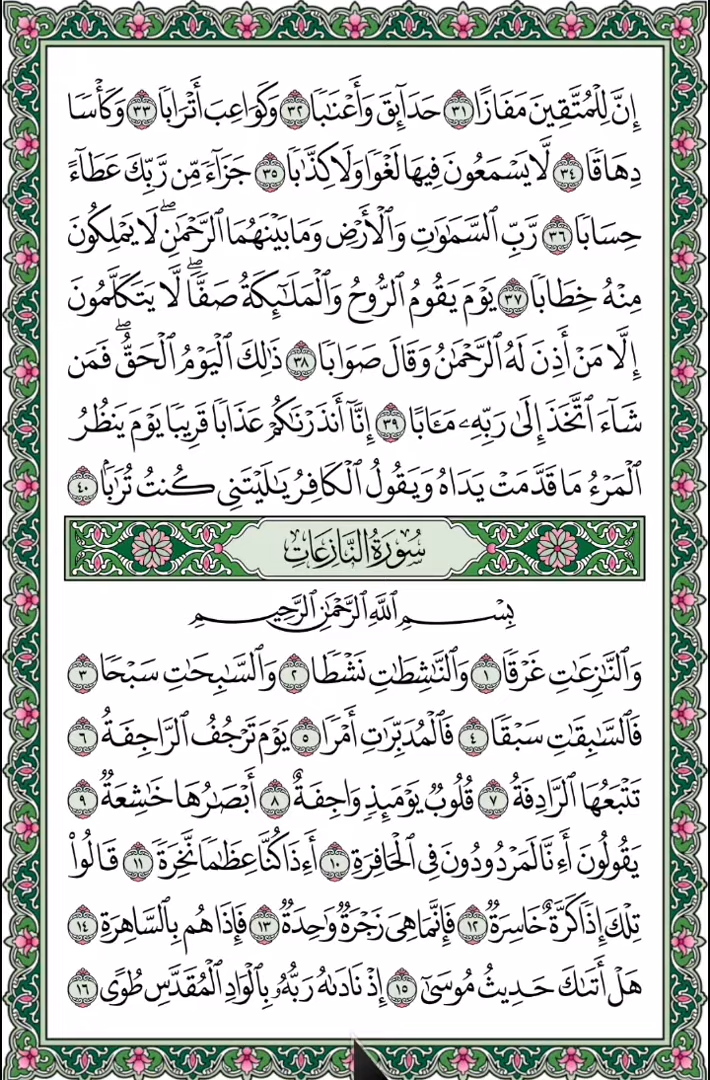 إِنَّ لِلْمُتَّقِينَ مَفَازًا ٣١ حَدَآئِقَ وَأَعْنَٰبًا ٣٢ وَكَوَاعِبَ أَتْرَابًا ٣٣ وَكَأْسًا
دِهَاقًا ٣٤ لَّا يَسْمَعُونَ فِيهَا لَغْوًا وَلَا كِذَّٰبًا ٣٥ جَزَآءً مِّن رَّبِّكَ عَطَآءً
حِسَابًا ٣٦ رَّبِّ ٱلسَّمَٰوَٰتِ وَٱلْأَرْضِ وَمَا بَيْنَهُمَا ٱلرَّحْمَٰنِۖ لَا يَمْلِكُونَ
مِنْهُ خِطَابًا ٣٧ يَوْمَ يَقُومُ ٱلرُّوحُ وَٱلْمَلَٰٓئِكَةُ صَفًّاۖ لَّا يَتَكَلَّمُونَ
إِلَّا مَنْ أَذِنَ لَهُ ٱلرَّحْمَٰنُ وَقَالَ صَوَابًا ٣٨ ذَٰلِكَ ٱلْيَوْمُ ٱلْحَقُّۖ فَمَن
شَآءَ ٱتَّخَذَ إِلَىٰ رَبِّهِۦ مَـَٔابًا ٣٩ إِنَّآ أَنذَرْنَٰكُمْ عَذَابًا قَرِيبًا يَوْمَ يَنظُرُ
ٱلْمَرْءُ مَا قَدَّمَتْ يَدَاهُ وَيَقُولُ ٱلْكَافِرُ يَٰلَيْتَنِى كُنتُ تُرَٰبًۢا ٤٠
سُورَةُ النَّازِعَاتِ
بِسْمِ ٱللَّهِ ٱلرَّحْمَٰنِ ٱلرَّحِيمِ
وَٱلنَّٰزِعَٰتِ غَرْقًا ١ وَٱلنَّٰشِطَٰتِ نَشْطًا ٢ وَٱلسَّٰبِحَٰتِ سَبْحًا ٣
فَٱلسَّٰبِقَٰتِ سَبْقًا ٤ فَٱلْمُدَبِّرَٰتِ أَمْرًا ٥ يَوْمَ تَرْجُفُ ٱلرَّاجِفَةُ ٦
تَتْبَعُهَا ٱلرَّادِفَةُ ٧ قُلُوبٌ يَوْمَئِذٍ وَاجِفَةٌ ٨ أَبْصَٰرُهَا خَٰشِعَةٌ ٩
يَقُولُونَ أَءِنَّا لَمَرْدُودُونَ فِى ٱلْحَافِرَةِ ١٠ أَءِذَا كُنَّا عِظَٰمًا نَّخِرَةً ١١ قَالُوا۟
تِلْكَ إِذًا كَرَّةٌ خَاسِرَةٌ ١٢ فَإِنَّمَا هِىَ زَجْرَةٌ وَٰحِدَةٌ ١٣ فَإِذَا هُم بِٱلسَّاهِرَةِ ١٤
هَلْ أَتَىٰكَ حَدِيثُ مُوسَىٰٓ ١٥ إِذْ نَادَىٰهُ رَبُّهُۥ بِٱلْوَادِ ٱلْمُقَدَّسِ طُوًى ١٦